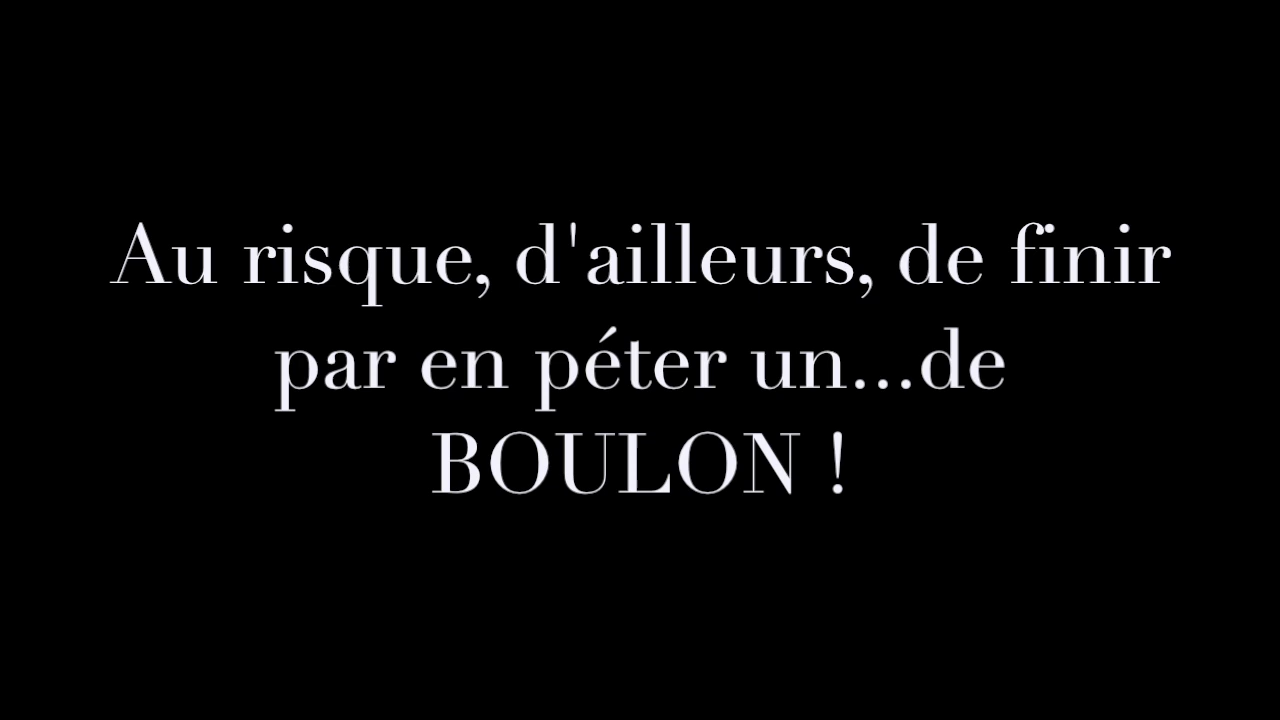 Au risque, d'ailleurs, de finir
par en péter un...de
BOULON !